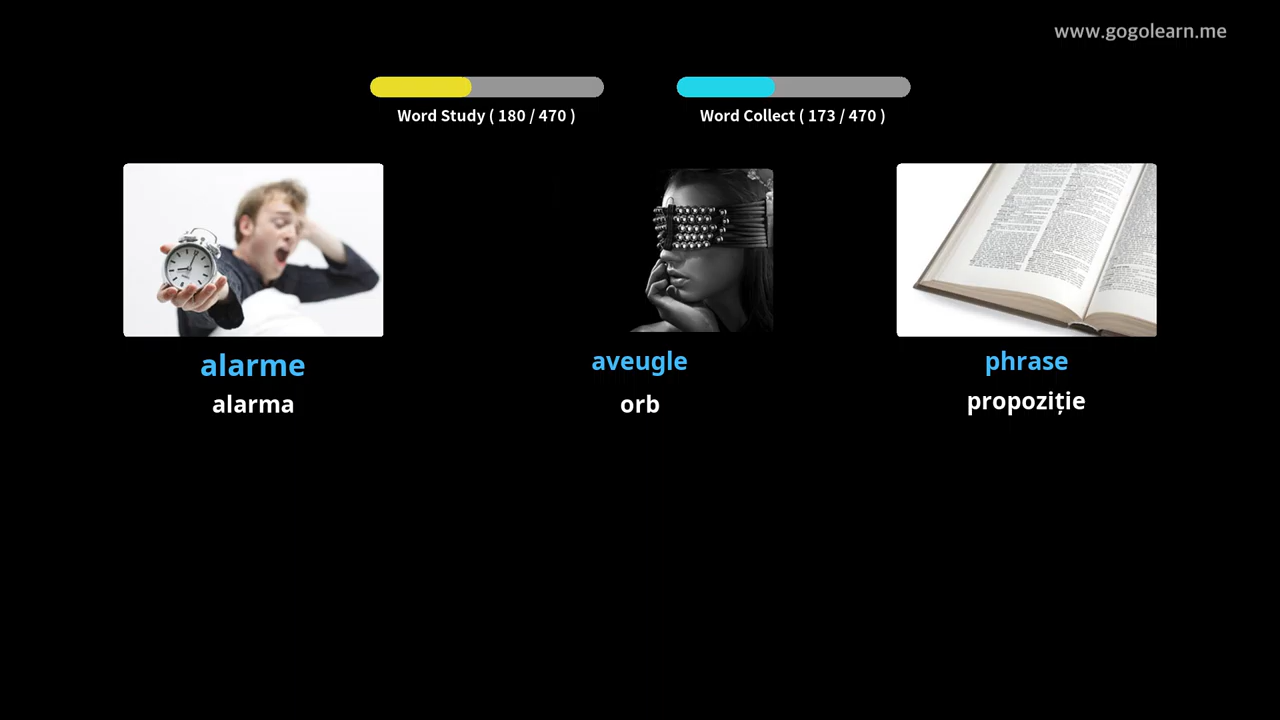 www.gogolearn.me
Word Study ( 180 / 470 )
Word Collect ( 173 / 470 )
alarme
alarma
aveugle
orb
phrase
propoziție